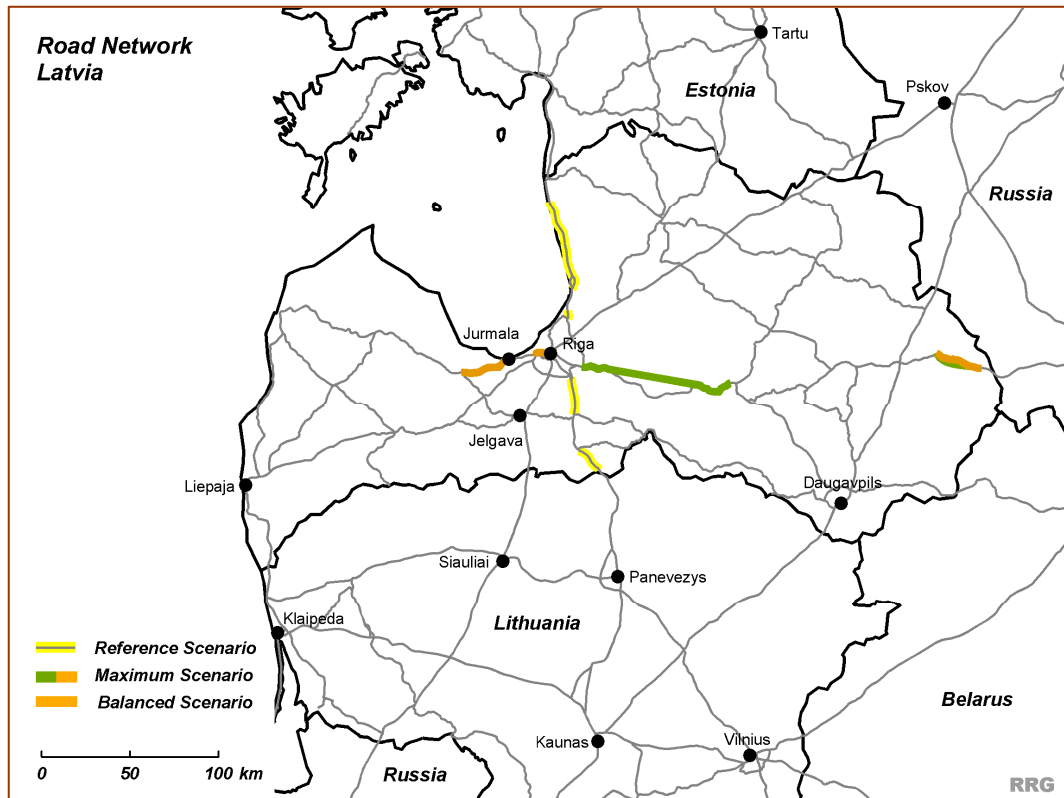 Road Network
Latvia
Tartu
Pskov
Estonia
Russia
Jurmala
Riga
Jelgava
Liepaja
Daugavpils
Siauliai
Panevezys
Klaipeda
Lithuania
Reference Scenario
Maximum Scenario
Balanced Scenario
Belarus
Kaunas
Vilnius
0 50 100 km
Russia
RRG